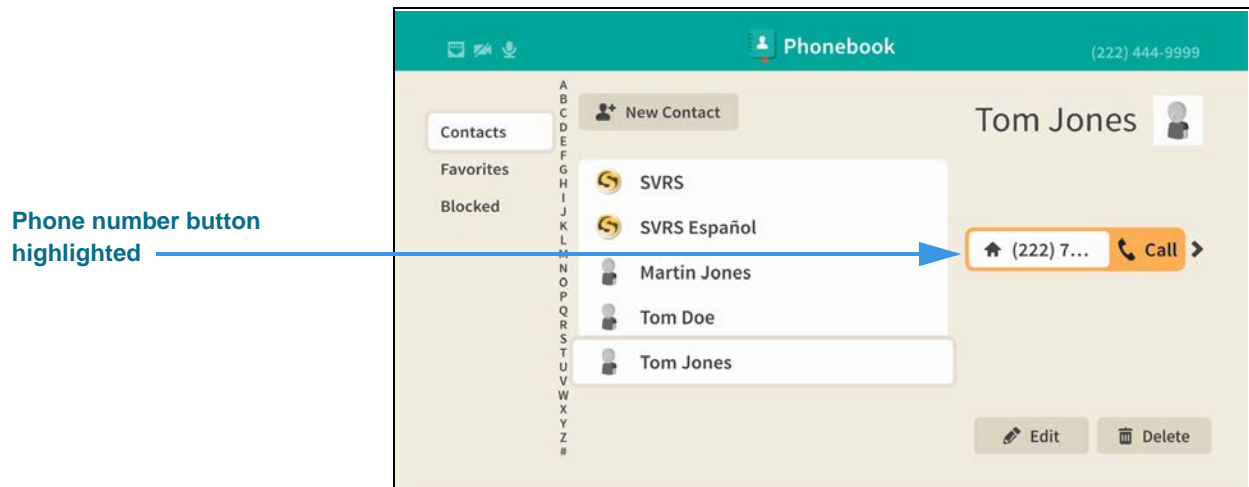 Phonebook
(222) 444-9999
Contacts
Favorites
Blocked
A
B
C
D
E
F
G
H
I
J
K
L
M
N
O
P
Q
R
S
T
U
V
W
X
Y
Z
#
New Contact
SVRS
SVRS Español
Martin Jones
Tom Doe
Tom Jones
Tom Jones
(222) 7... Call
Edit
Delete
Phone number button
highlighted